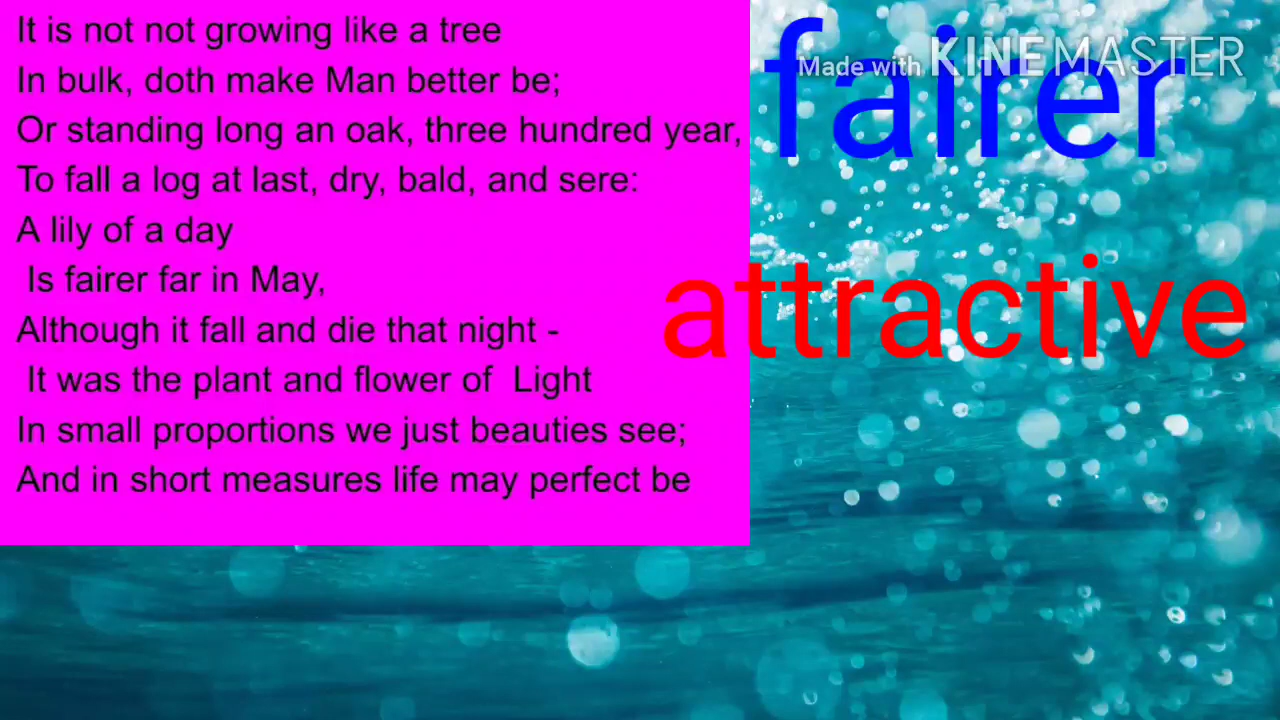 It is not not growing like a tree
In bulk, doth make Man better be;
Or standing long an oak, three hundred year,
To fall a log at last, dry, bald, and sere:
A lily of a day
Is fairer far in May,
Although it fall and die that night -
It was the plant and flower of Light
In small proportions we just beauties see;
And in short measures life may perfect be
fairer
Made with KINEMASTER
attractive